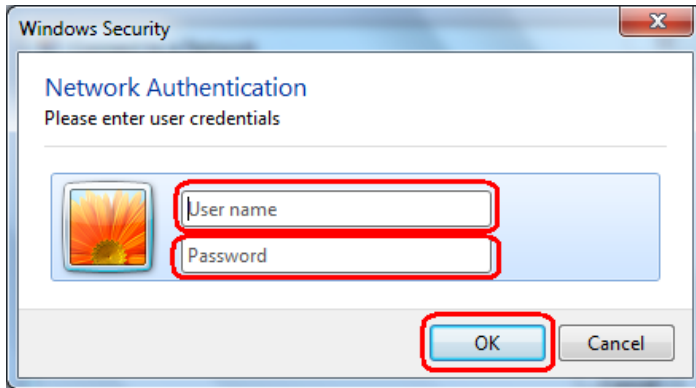 Windows Security
Network Authentication
Please enter user credentials
User name
Password
OK
Cancel